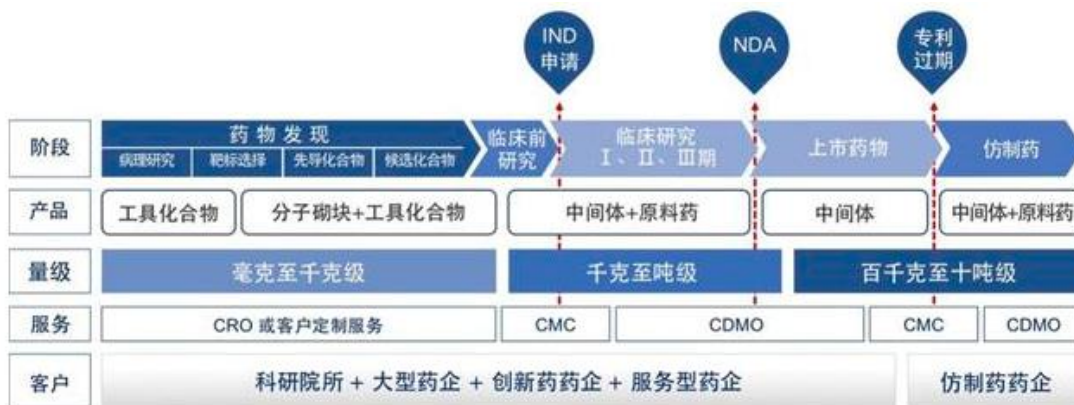 IND
申请
NDA
专利
过期
阶段
药物发现
病理研究
靶标选择
先导化合物
候选化合物
临床前
研究
临床研究
Ⅰ、Ⅱ、Ⅲ期
上市药物
仿制药
产品
工具化合物
分子砌块+工具化合物
中间体+原料药
中间体
中间体+原料药
量级
毫克至千克级
千克至吨级
百千克至十吨级
服务
CRO 或客户定制服务
CMC
CDMO
CMC
CDMO
客户
科研院所 + 大型药企 + 创新药药企 + 服务型药企
仿制药药企